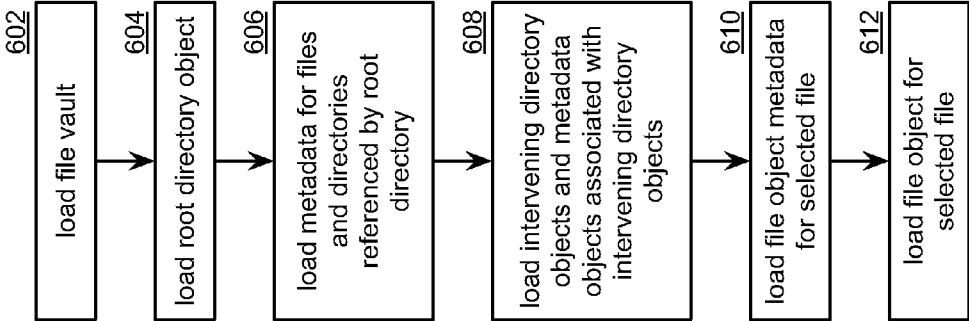 602
load file vault
604
load root directory object
606
load metadata for files
and directories
referenced by root
directory
608
load intervening directory
objects and metadata
objects associated with
intervening directory
objects
610
load file object metadata
for selected file
612
load file object for
selected file